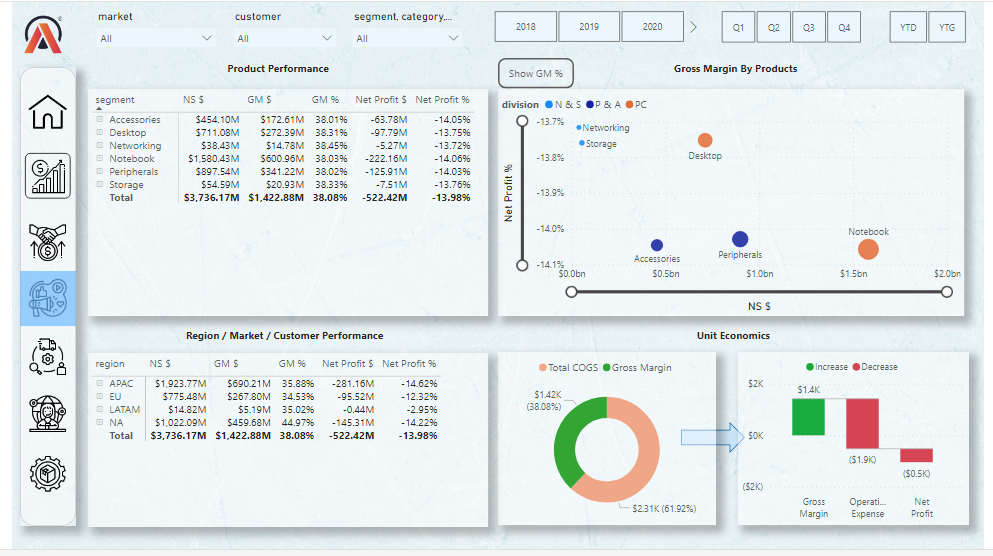 market customer segment, category,...
All All All
2018 2019 2020 Q1 Q2 Q3 Q4 YTD YTG
Product Performance
segment NS $ GM $ GM % Net Profit $ Net Profit %
Accessories $454.10M $172.61M 38.01% -63.78M -14.05%
Desktop $711.08M $272.39M 38.31% -97.79M -13.75%
Networking $38.43M $14.78M 38.45% -5.27M -13.72%
Notebook $1,580.43M $600.96M 38.03% -222.16M -14.06%
Peripherals $897.54M $341.22M 38.02% -125.91M -14.03%
Storage $54.59M $20.93M 38.33% -7.51M -13.76%
Total $3,736.17M $1,422.88M 38.08% -522.42M -13.98%
Show GM %
Gross Margin By Products
division N & S P & A PC
-13.7%
-13.8%
-13.9%
-14.0%
-14.1%
Net Profit %
Networking
Storage
Desktop
Notebook
Accessories
Peripherals
$0.0bn $0.5bn $1.0bn $1.5bn $2.0bn
NS $
Region / Market / Customer Performance
region NS $ GM $ GM % Net Profit $ Net Profit %
APAC $1,923.77M $690.21M 35.88% -281.16M -14.62%
EU $775.48M $267.80M 34.53% -95.52M -12.32%
LATAM $14.82M $5.19M 35.02% -0.44M -2.95%
NA $1,022.09M $459.68M 44.97% -145.31M -14.22%
Total $3,736.17M $1,422.88M 38.08% -522.42M -13.98%
Unit Economics
Total COGS Gross Margin
$1.42K
(38.08%)
$2.31K (61.92%)
Increase Decrease
$2K
$0K
($2K)
$1.4K
($1.9K)
($0.5K)
Gross Operati... Net
Margin Expense Profit